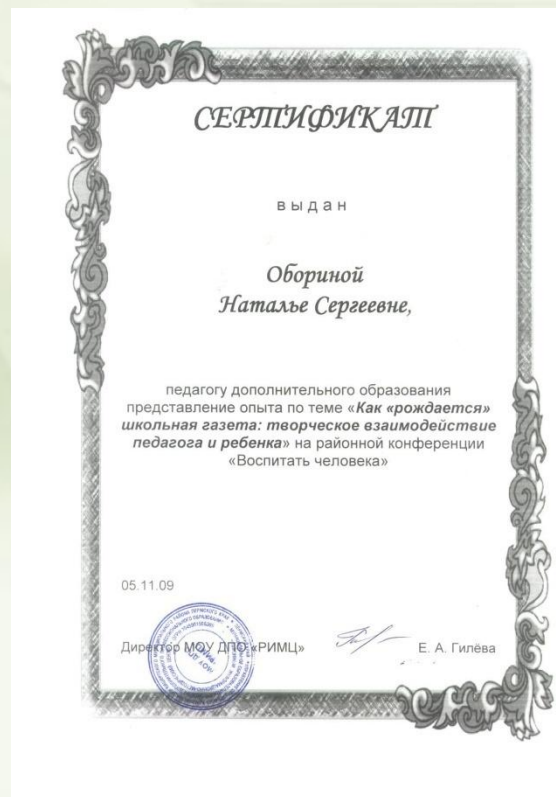 СЕРТИФИКАТ
выдан
Обориной
Наталье Сергеевне,
педагогу дополнительного образования
представление опыта по теме «Как «рождается»
школьная газета: творческое взаимодействие
педагога и ребенка» на районной конференции
«Воспитать человека»
05.11.09
Директор МОУ ДПО «РИМЦ» Е. А. Гилёва